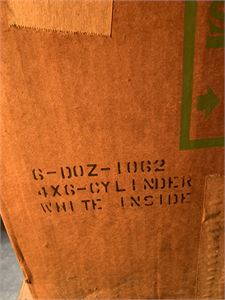 6-DOZ-1062
4X6-CYLINDER
WHITE INSIDE